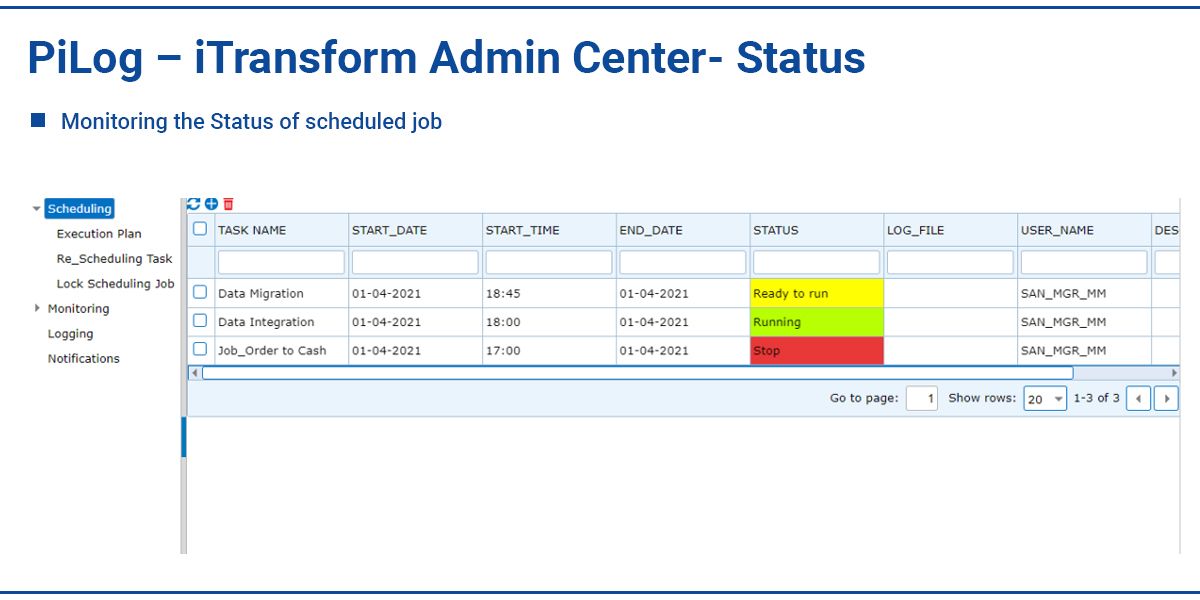 PiLog – iTransform Admin Center- Status
Monitoring the Status of scheduled job
Scheduling
Execution Plan
Re_Scheduling Task
Lock Scheduling Job
Monitoring
Logging
Notifications
TASK NAME START_DATE START_TIME END_DATE STATUS LOG_FILE USER_NAME DES
Data Migration 01-04-2021 18:45 01-04-2021 Ready to run SAN_MGR_MM
Data Integration 01-04-2021 18:00 01-04-2021 Running SAN_MGR_MM
Job_Order to Cash 01-04-2021 17:00 01-04-2021 Stop SAN_MGR_MM
Go to page: 1 Show rows: 20 1-3 of 3